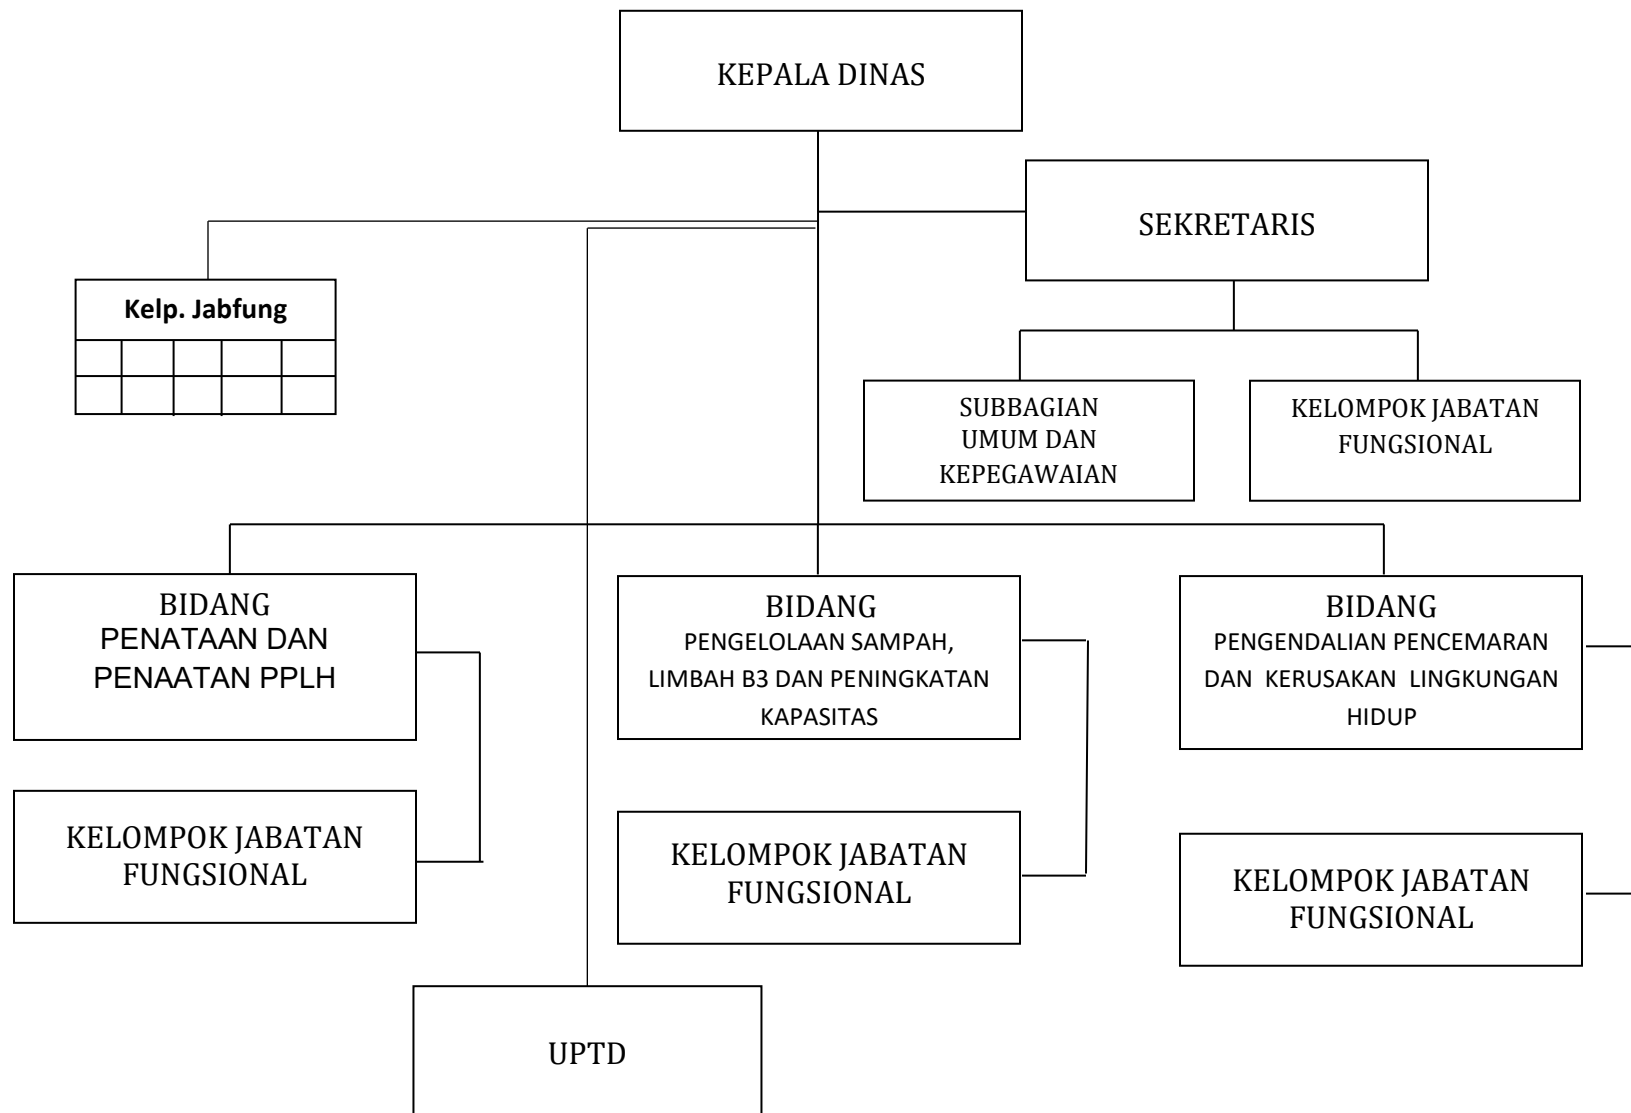 KEPALA DINAS
SEKRETARIS
Kelp. Jabfung
SUBBAGIAN
UMUM DAN
KEPEGAWAIAN
KELOMPOK JABATAN
FUNGSIONAL
BIDANG
PENATAAN DAN
PENAATAN PPLH
BIDANG
PENGELOLAAN SAMPAH,
LIMBAH B3 DAN PENINGKATAN
KAPASITAS
BIDANG
PENGENDALIAN PENCEMARAN
DAN KERUSAKAN LINGKUNGAN
HIDUP
KELOMPOK JABATAN
FUNGSIONAL
KELOMPOK JABATAN
FUNGSIONAL
KELOMPOK JABATAN
FUNGSIONAL
UPTD